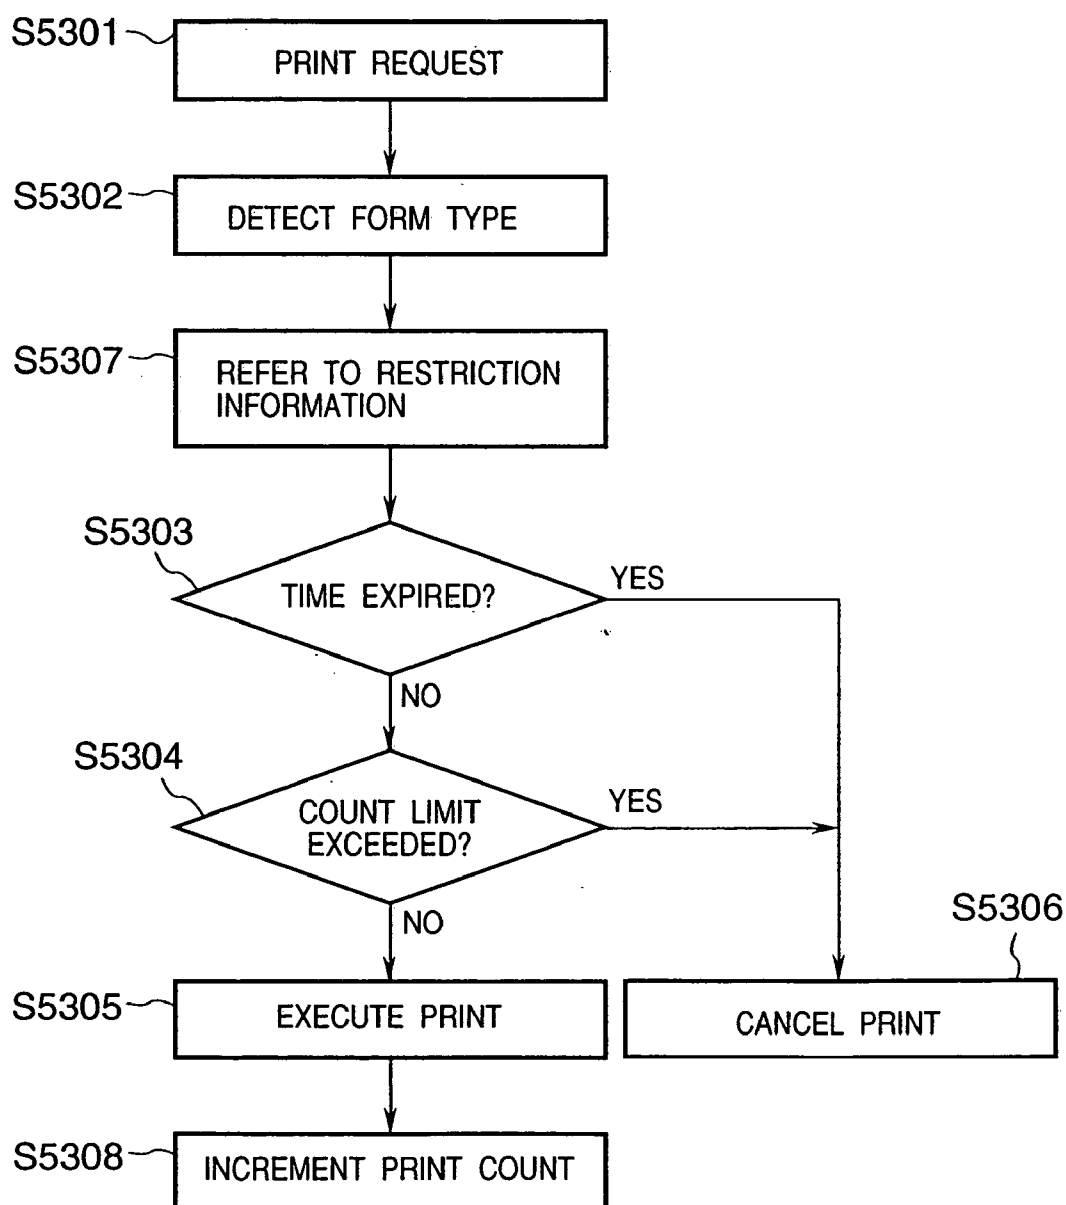 S5301
PRINT REQUEST
S5302
DETECT FORM TYPE
S5307
REFER TO RESTRICTION
INFORMATION
S5303
TIME EXPIRED?
YES
NO
S5304
COUNT LIMIT
EXCEEDED?
YES
NO
S5306
S5305
EXECUTE PRINT
CANCEL PRINT
S5308
INCREMENT PRINT COUNT